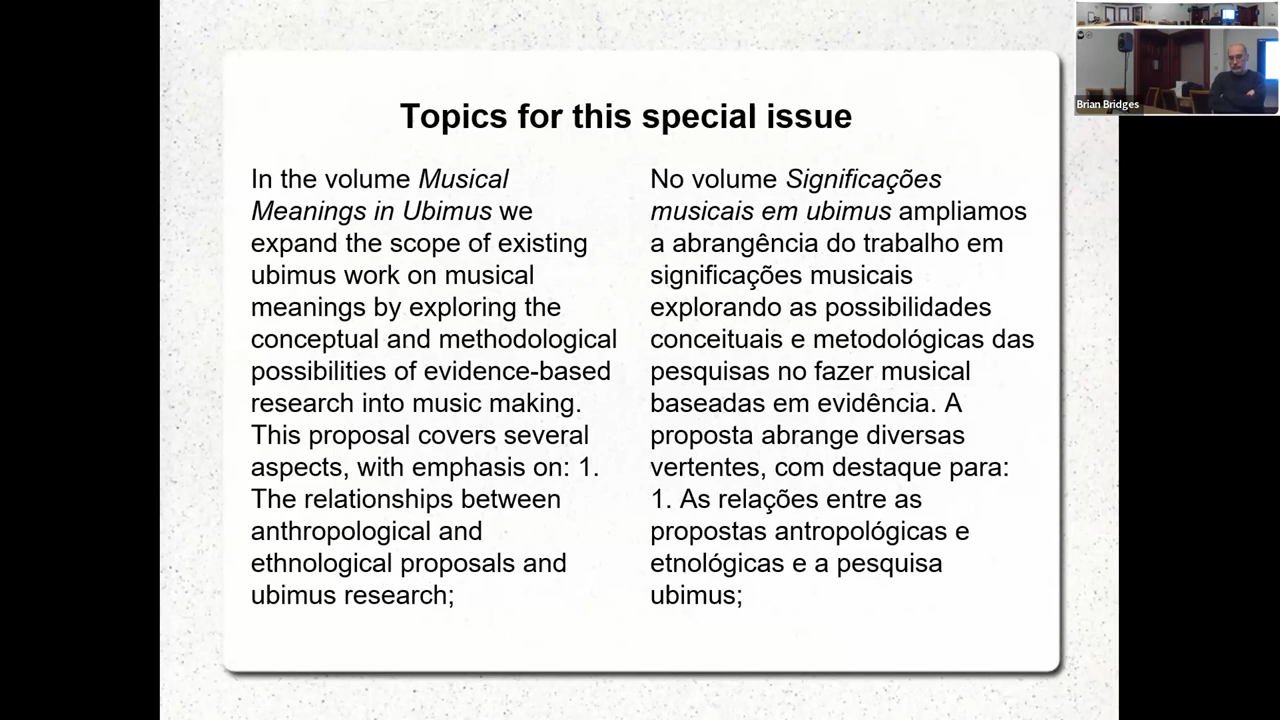 Topics for this special issue
In the volume Musical
Meanings in Ubimus we
expand the scope of existing
ubimus work on musical
meanings by exploring the
conceptual and methodological
possibilities of evidence-based
research into music making.
This proposal covers several
aspects, with emphasis on: 1.
The relationships between
anthropological and
ethnological proposals and
ubimus research;
No volume Significações
musicais em ubimus ampliamos
a abrangência do trabalho em
significações musicais
explorando as possibilidades
conceituais e metodológicas das
pesquisas no fazer musical
baseadas em evidência. A
proposta abrange diversas
vertentes, com destaque para:
1. As relações entre as
propostas antropológicas e
etnológicas e a pesquisa
ubimus;
Brian Bridges